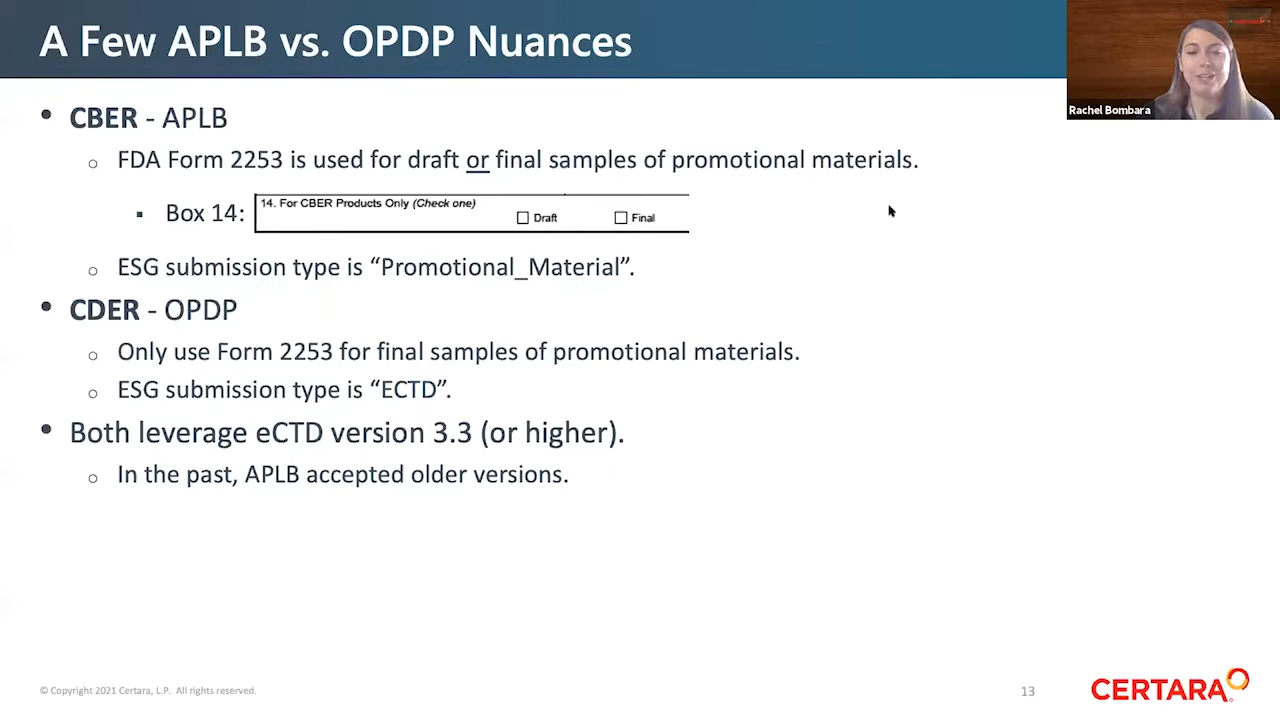 A Few APLB vs. OPDP Nuances
Rachel Bombara
• CBER - APLB
o FDA Form 2253 is used for draft or final samples of promotional materials.
▪ Box 14:
14. For CBER Products Only (Check one)
☐ Draft ☐ Final
o ESG submission type is “Promotional_Material”.
• CDER - OPDP
o Only use Form 2253 for final samples of promotional materials.
o ESG submission type is “ECTD”.
• Both leverage eCTD version 3.3 (or higher).
o In the past, APLB accepted older versions.
© Copyright 2021 Certara, L.P. All rights reserved.
13
CERTARA